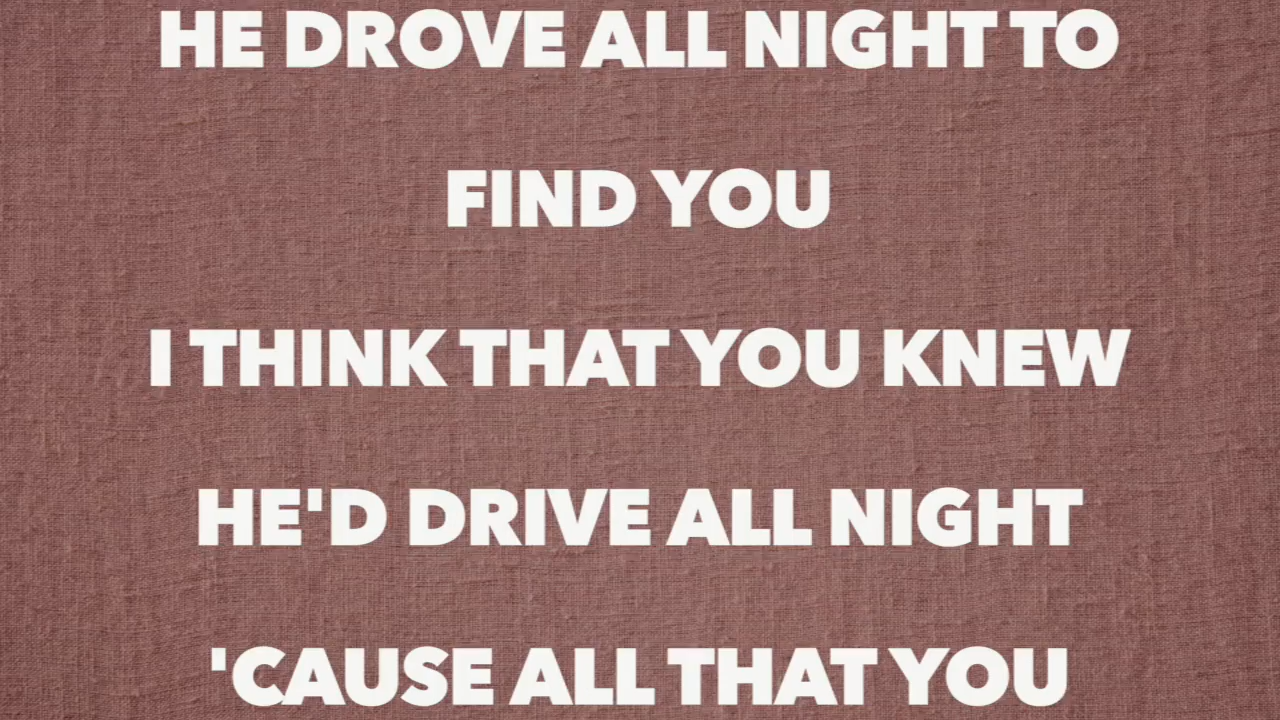 HE DROVE ALL NIGHT TO
FIND YOU
I THINK THAT YOU KNEW
HE'D DRIVE ALL NIGHT
'CAUSE ALL THAT YOU